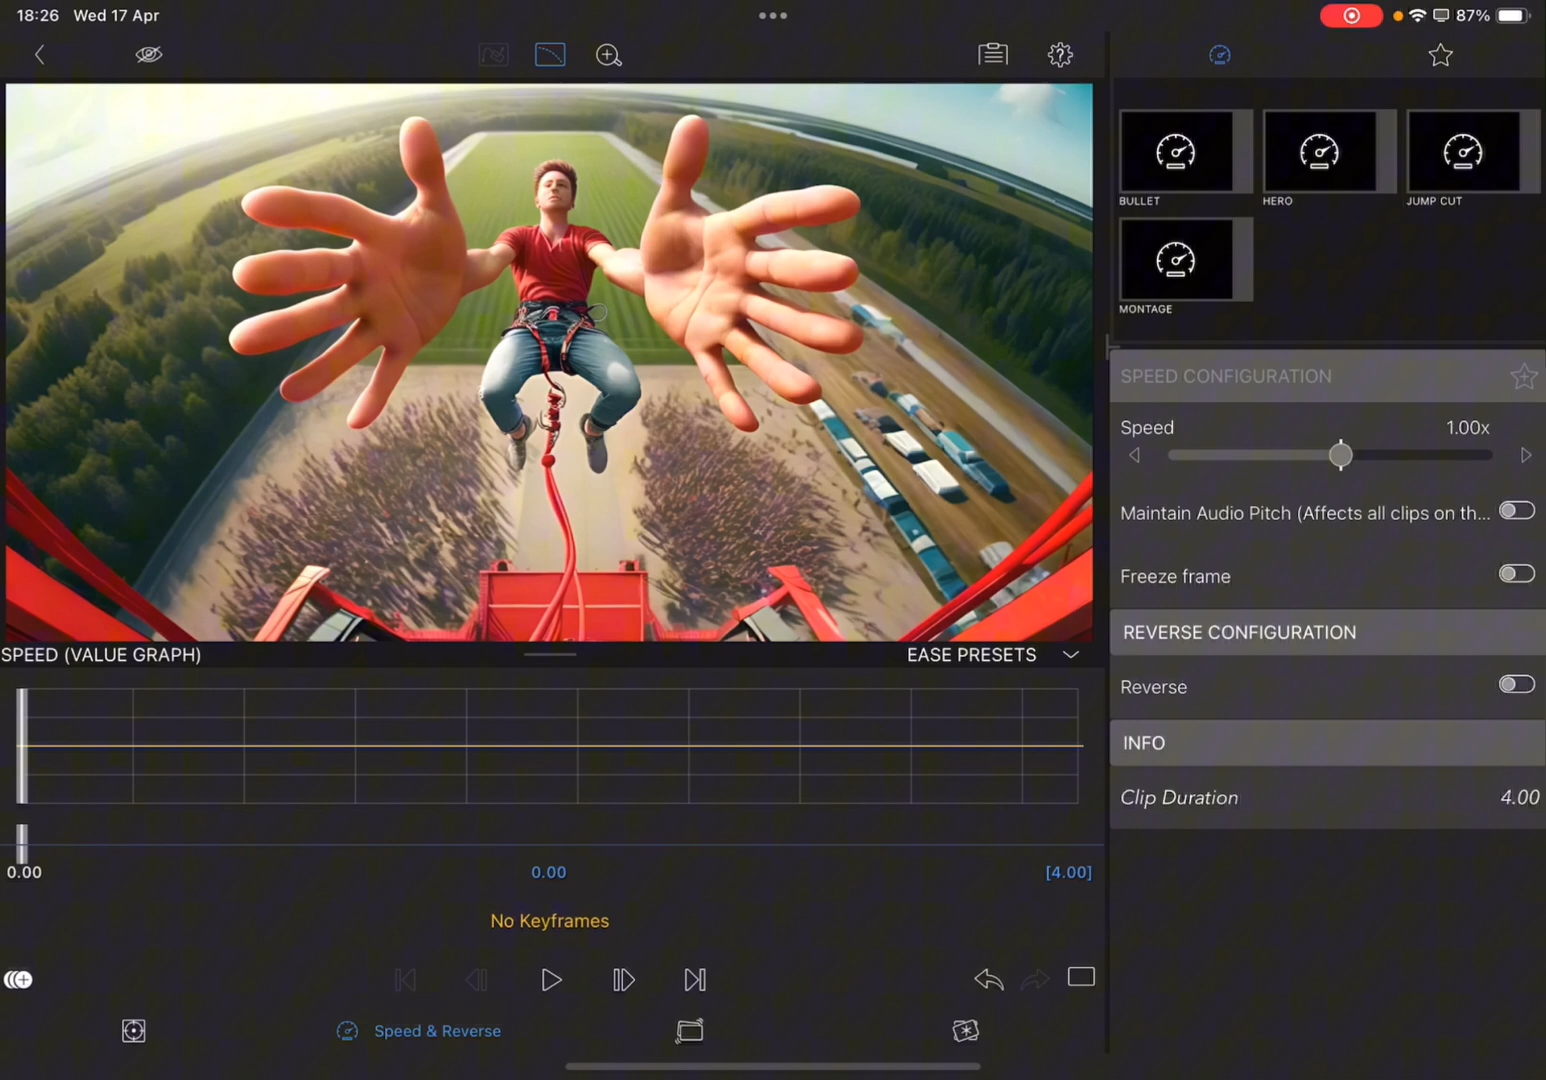 18:26 Wed 17 Apr
87%
BULLET
HERO
JUMP CUT
MONTAGE
SPEED CONFIGURATION
Speed 1.00x
Maintain Audio Pitch (Affects all clips on th...
Freeze frame
REVERSE CONFIGURATION
Reverse
INFO
Clip Duration 4.00
SPEED (VALUE GRAPH)
EASE PRESETS
0.00
0.00
[4.00]
No Keyframes
Speed & Reverse